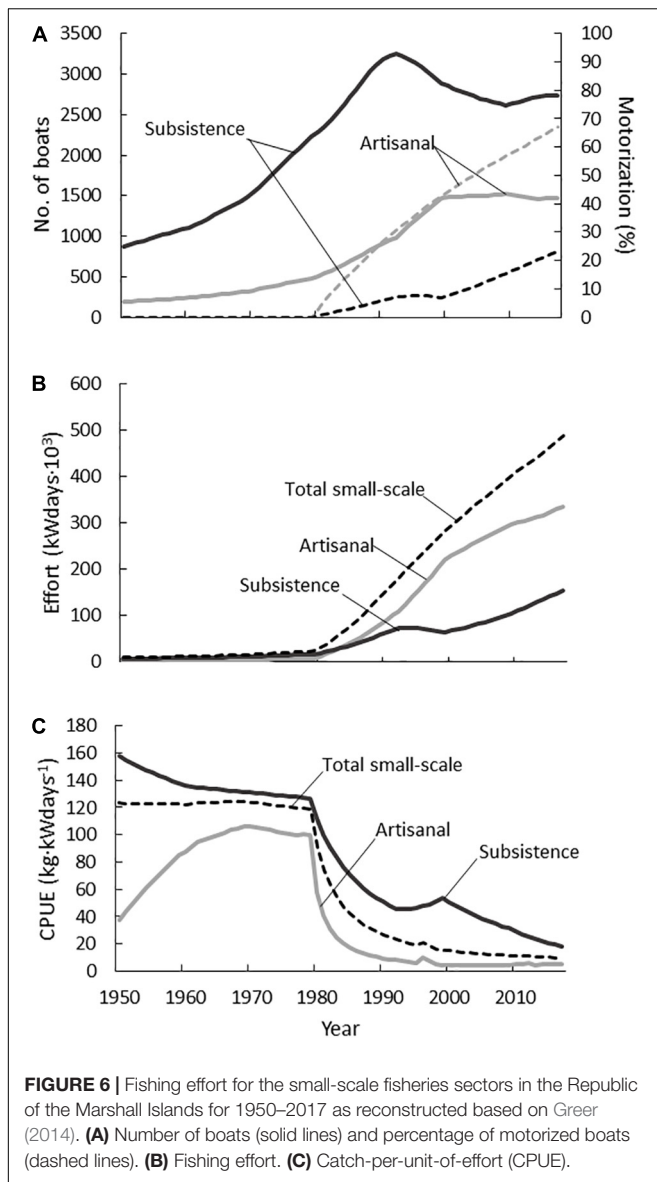 A
3500
3000
2500
2000
1500
1000
500
0
No. of boats
100
90
80
70
60
50
40
30
20
10
0
Motorization (%)
Subsistence
Artisanal
B
600
500
400
300
200
100
0
Effort (kWdays·10³)
Total small-scale
Artisanal
Subsistence
C
180
160
140
120
100
80
60
40
20
0
CPUE (kg·kWdays⁻¹)
Total small-scale
Artisanal
Subsistence
1950 1960 1970 1980 1990 2000 2010
Year
FIGURE 6 | Fishing effort for the small-scale fisheries sectors in the Republic
of the Marshall Islands for 1950–2017 as reconstructed based on Greer
(2014). (A) Number of boats (solid lines) and percentage of motorized boats
(dashed lines). (B) Fishing effort. (C) Catch-per-unit-of-effort (CPUE).